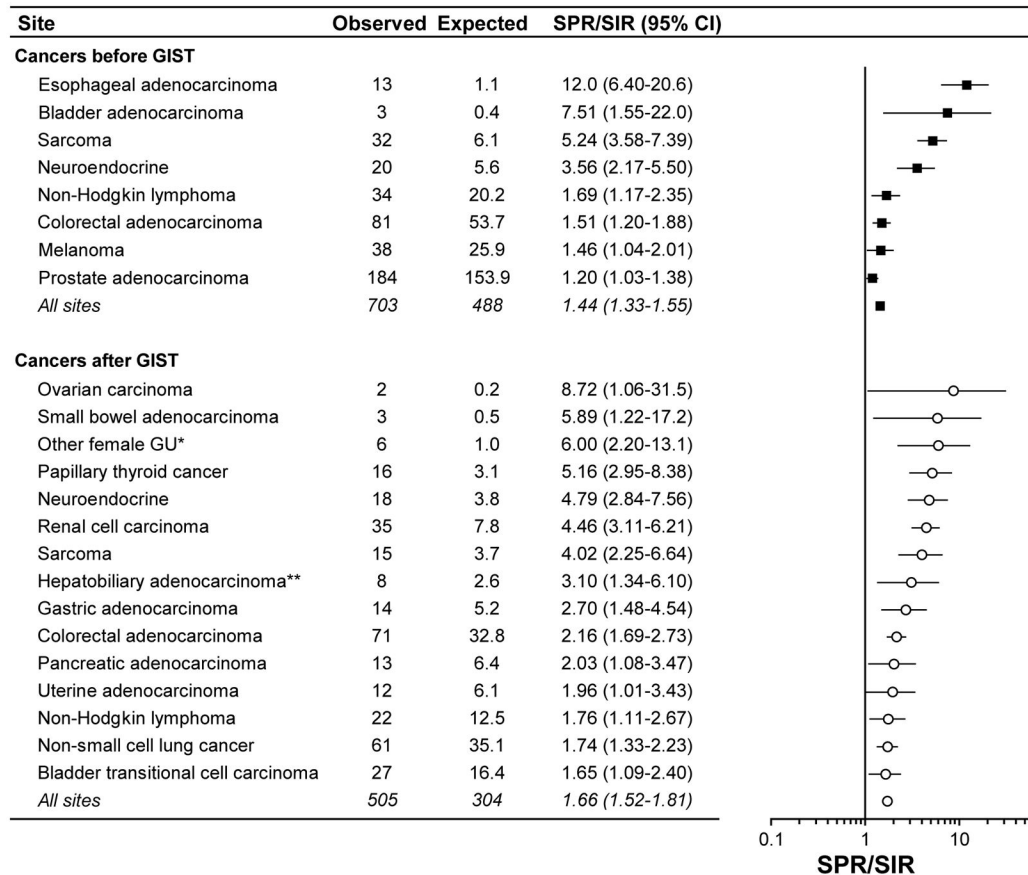 Site Observed Expected SPR/SIR (95% CI)
Cancers before GIST
Esophageal adenocarcinoma 13 1.1 12.0 (6.40-20.6)
Bladder adenocarcinoma 3 0.4 7.51 (1.55-22.0)
Sarcoma 32 6.1 5.24 (3.58-7.39)
Neuroendocrine 20 5.6 3.56 (2.17-5.50)
Non-Hodgkin lymphoma 34 20.2 1.69 (1.17-2.35)
Colorectal adenocarcinoma 81 53.7 1.51 (1.20-1.88)
Melanoma 38 25.9 1.46 (1.04-2.01)
Prostate adenocarcinoma 184 153.9 1.20 (1.03-1.38)
All sites 703 488 1.44 (1.33-1.55)
Cancers after GIST
Ovarian carcinoma 2 0.2 8.72 (1.06-31.5)
Small bowel adenocarcinoma 3 0.5 5.89 (1.22-17.2)
Other female GU* 6 1.0 6.00 (2.20-13.1)
Papillary thyroid cancer 16 3.1 5.16 (2.95-8.38)
Neuroendocrine 18 3.8 4.79 (2.84-7.56)
Renal cell carcinoma 35 7.8 4.46 (3.11-6.21)
Sarcoma 15 3.7 4.02 (2.25-6.64)
Hepatobiliary adenocarcinoma** 8 2.6 3.10 (1.34-6.10)
Gastric adenocarcinoma 14 5.2 2.70 (1.48-4.54)
Colorectal adenocarcinoma 71 32.8 2.16 (1.69-2.73)
Pancreatic adenocarcinoma 13 6.4 2.03 (1.08-3.47)
Uterine adenocarcinoma 12 6.1 1.96 (1.01-3.43)
Non-Hodgkin lymphoma 22 12.5 1.76 (1.11-2.67)
Non-small cell lung cancer 61 35.1 1.74 (1.33-2.23)
Bladder transitional cell carcinoma 27 16.4 1.65 (1.09-2.40)
All sites 505 304 1.66 (1.52-1.81)
0.1 1 10
SPR/SIR